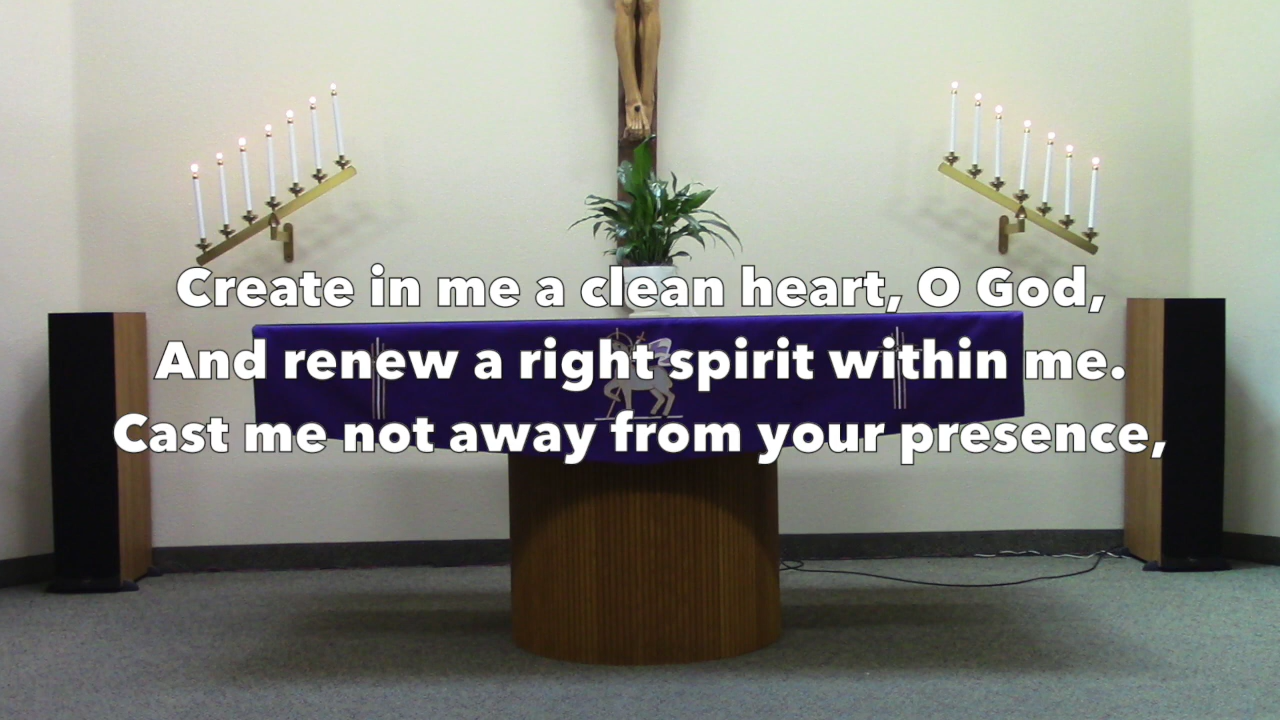 Create in me a clean heart, O God,
And renew a right spirit within me.
Cast me not away from your presence,